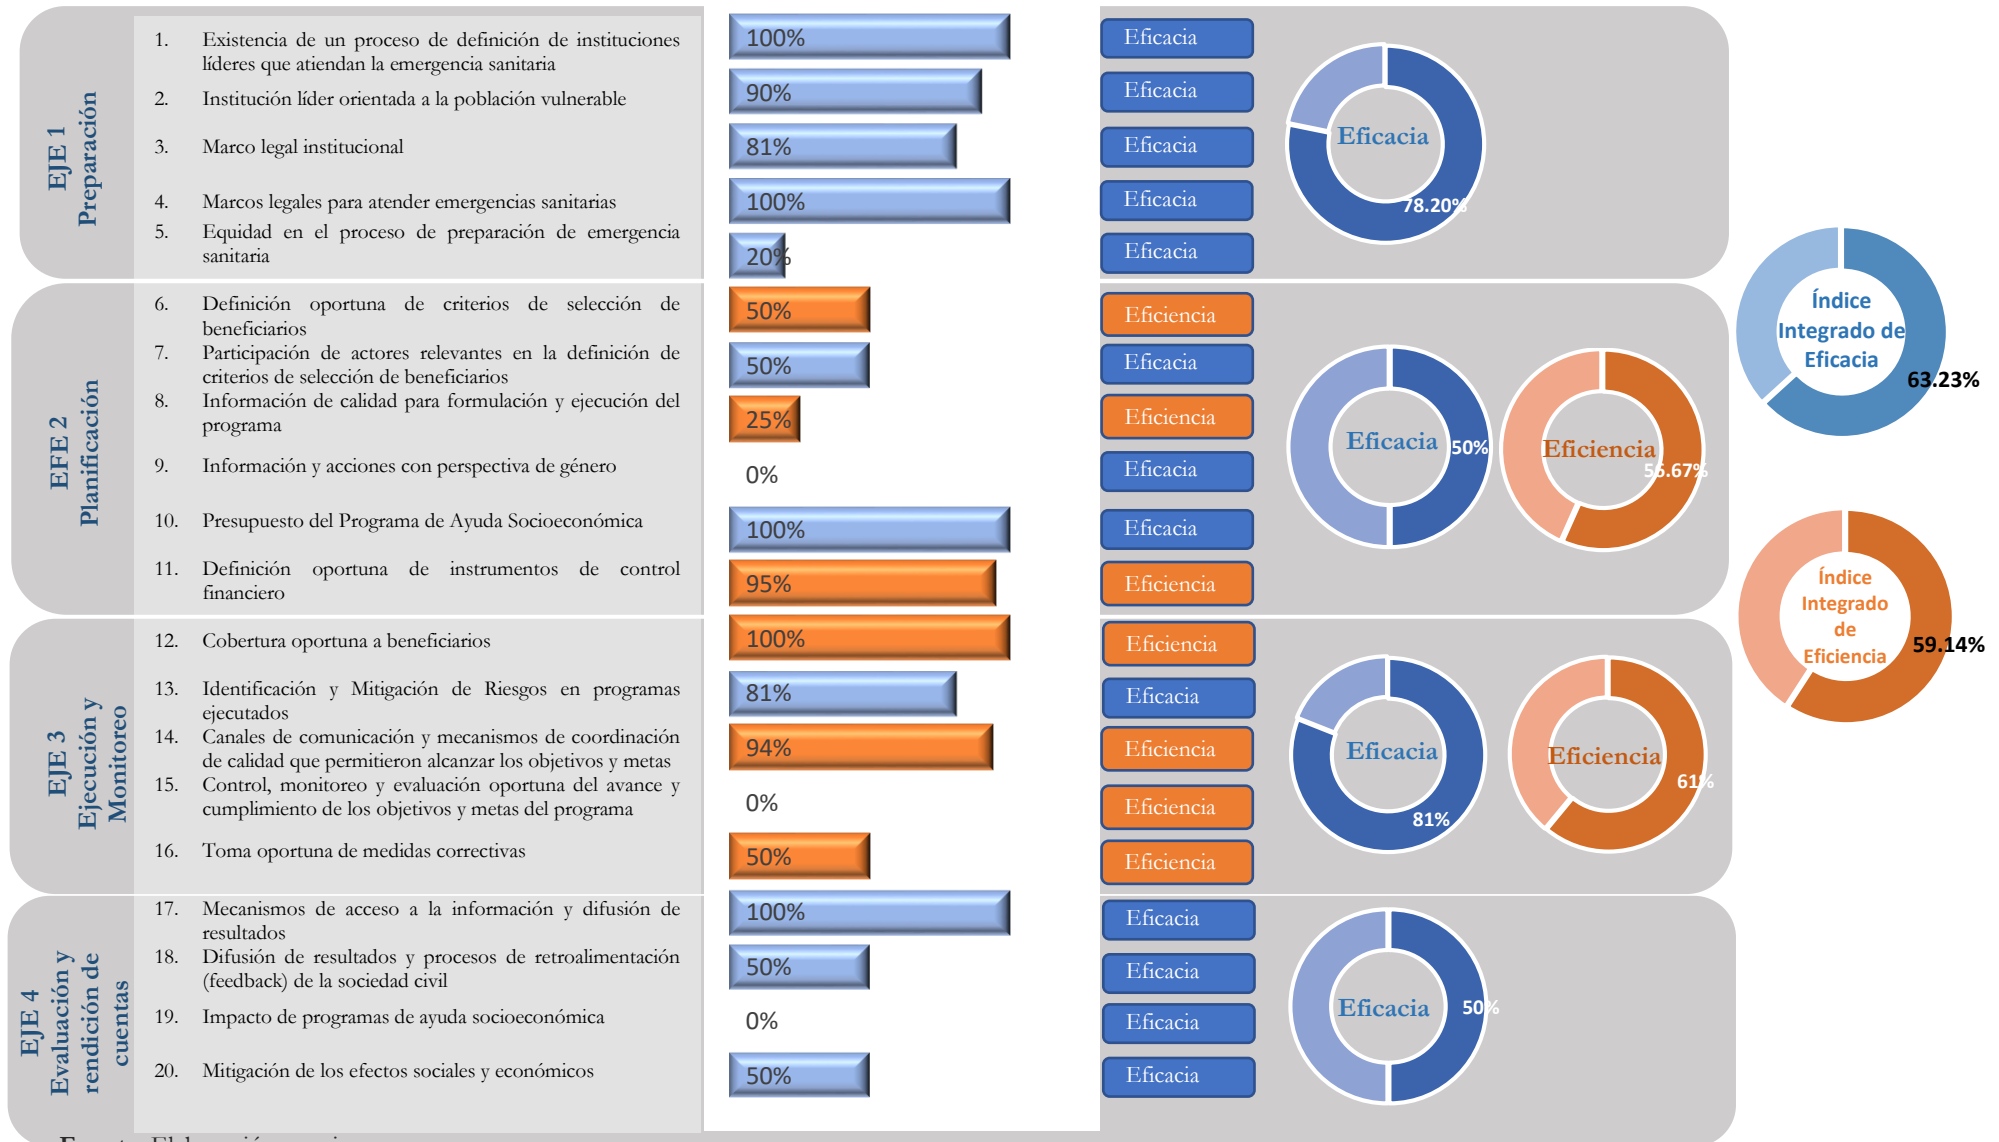 EJE 1
Preparación
1. Existencia de un proceso de definición de instituciones
líderes que atiendan la emergencia sanitaria
100%
Eficacia
2. Institución líder orientada a la población vulnerable
90%
Eficacia
3. Marco legal institucional
81%
Eficacia
4. Marcos legales para atender emergencias sanitarias
100%
Eficacia
5. Equidad en el proceso de preparación de emergencia
sanitaria
20%
Eficacia
Eficacia
78.20%
EFE 2
Planificación
6. Definición oportuna de criterios de selección de
beneficiarios
50%
Eficiencia
7. Participación de actores relevantes en la definición de
criterios de selección de beneficiarios
50%
Eficacia
8. Información de calidad para formulación y ejecución del
programa
25%
Eficiencia
9. Información y acciones con perspectiva de género
0%
Eficacia
10. Presupuesto del Programa de Ayuda Socioeconómica
100%
Eficacia
11. Definición oportuna de instrumentos de control
financiero
95%
Eficiencia
Eficacia
50%
Eficiencia
56.67%
EJE 3
Ejecución y
Monitoreo
12. Cobertura oportuna a beneficiarios
100%
Eficiencia
13. Identificación y Mitigación de Riesgos en programas
ejecutados
81%
Eficacia
14. Canales de comunicación y mecanismos de coordinación
de calidad que permitieron alcanzar los objetivos y metas
94%
Eficiencia
15. Control, monitoreo y evaluación oportuna del avance y
cumplimiento de los objetivos y metas del programa
0%
Eficiencia
16. Toma oportuna de medidas correctivas
50%
Eficiencia
Eficacia
81%
Eficiencia
61%
EJE 4
Evaluación y
rendición de
cuentas
17. Mecanismos de acceso a la información y difusión de
resultados
100%
Eficacia
18. Difusión de resultados y procesos de retroalimentación
(feedback) de la sociedad civil
50%
Eficacia
19. Impacto de programas de ayuda socioeconómica
0%
Eficacia
20. Mitigación de los efectos sociales y económicos
50%
Eficacia
Eficacia
50%
Índice
Integrado de
Eficacia
63.23%
Índice
Integrado
de
Eficiencia
59.14%